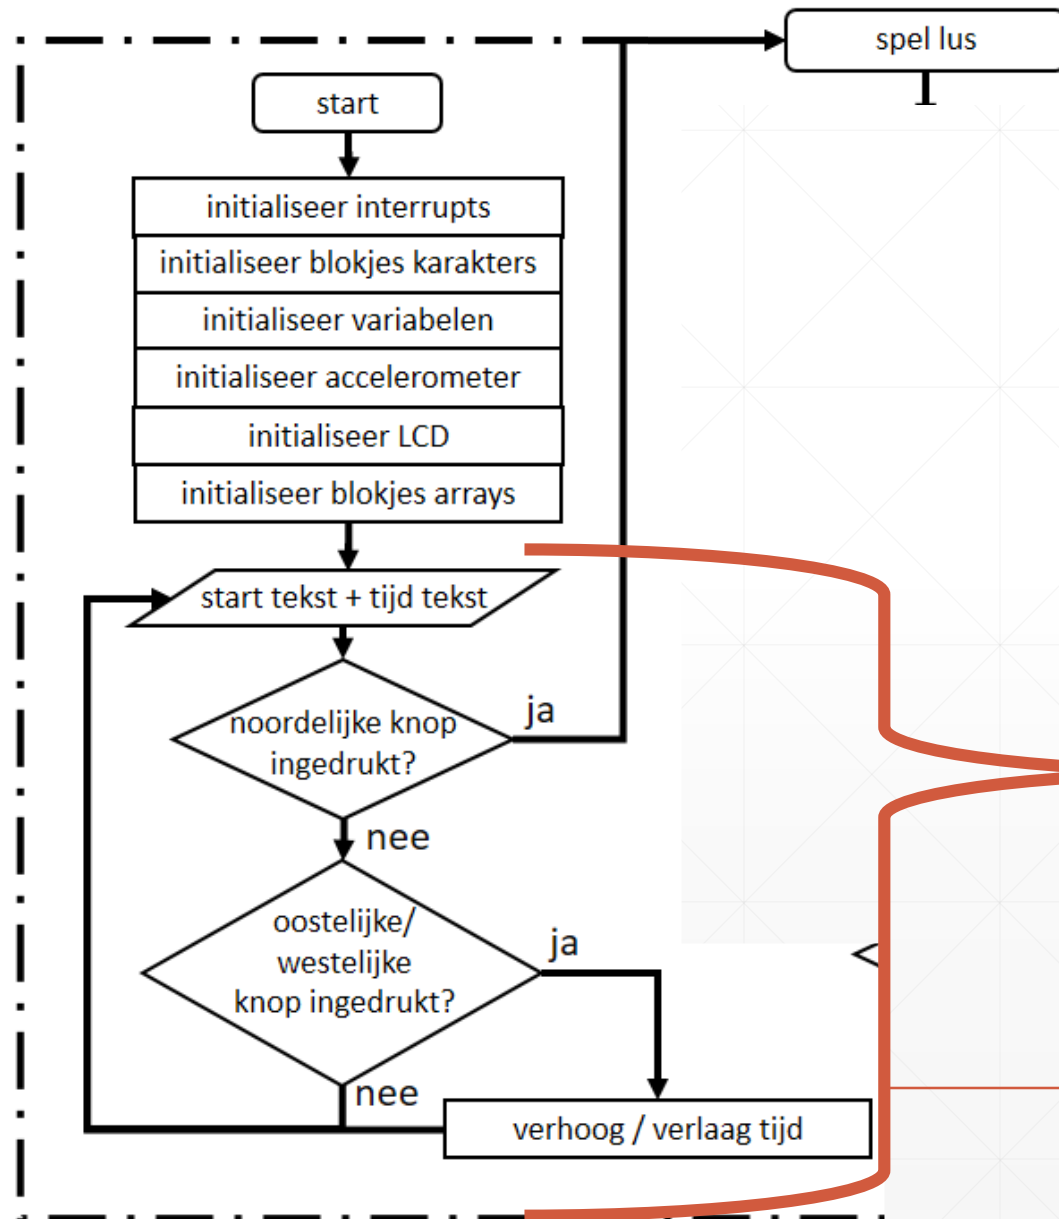 spel lus
start
initialiseer interrupts
initialiseer blokjes karakters
initialiseer variabelen
initialiseer accelerometer
initialiseer LCD
initialiseer blokjes arrays
start tekst + tijd tekst
noordelijke knop
ingedrukt?
ja
nee
oostelijke/
westelijke
knop ingedrukt?
ja
nee
verhoog / verlaag tijd